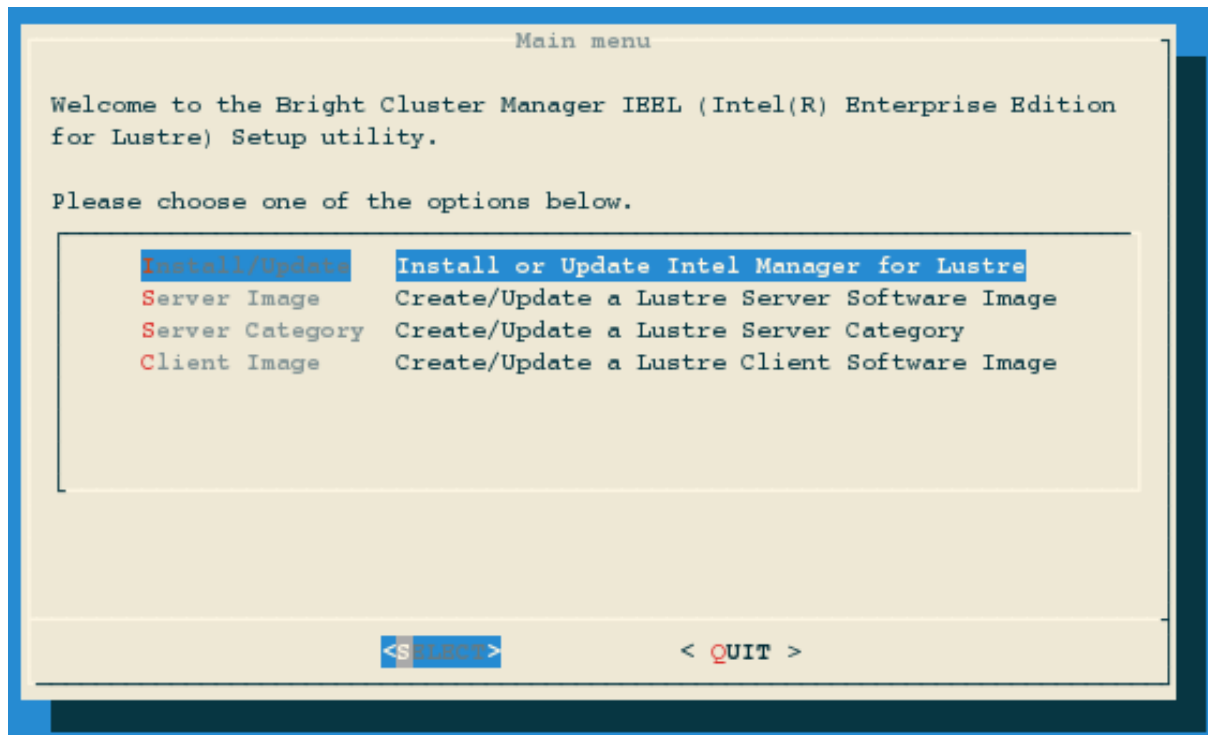 Main menu
Welcome to the Bright Cluster Manager IEEL (Intel(R) Enterprise Edition
for Lustre) Setup utility.
Please choose one of the options below.
Install/Update Install or Update Intel Manager for Lustre
Server Image Create/Update a Lustre Server Software Image
Server Category Create/Update a Lustre Server Category
Client Image Create/Update a Lustre Client Software Image
<SELECT> < QUIT >